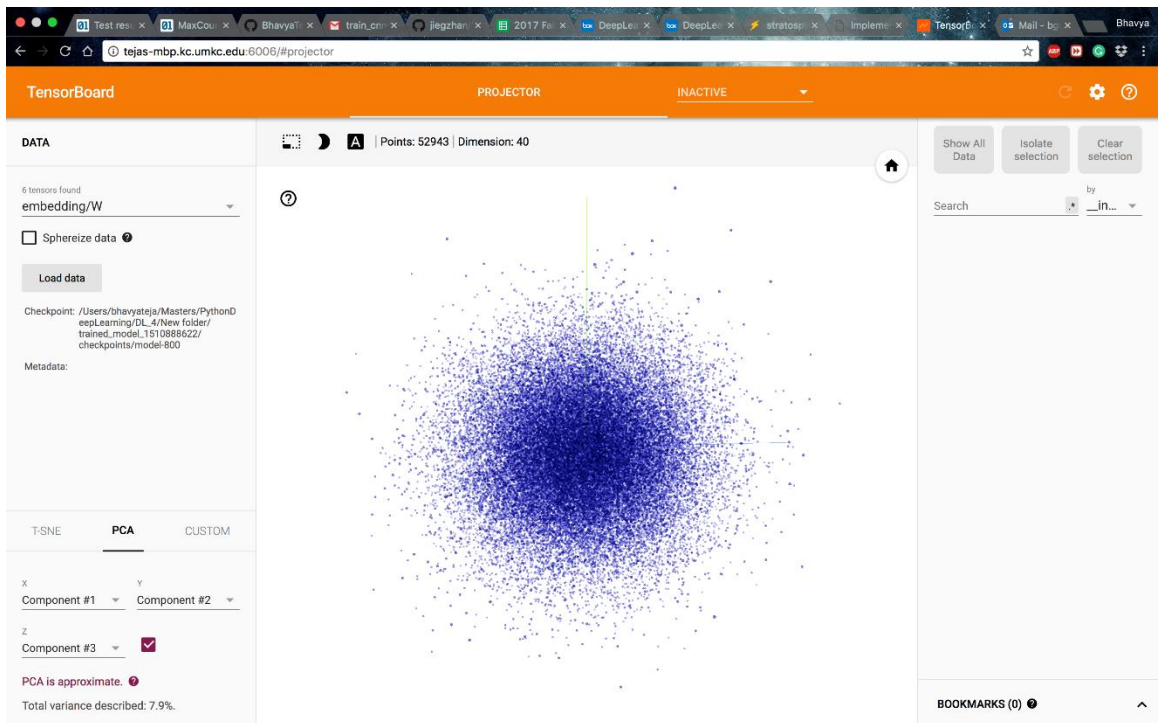 Test resu
MaxCou
BhavyaTe
train_cnn
jiegzhan
2017 Fa
DeepLea
DeepLea
stratosp
Impleme
TensorB
Mail - bg
Bhavya
tejas-mbp.kc.umkc.edu:6006/#projector
TensorBoard
PROJECTOR
INACTIVE
DATA
Points: 52943 | Dimension: 40
Show All Data
Isolate selection
Clear selection
6 tensors found
embedding/W
by
Search
.*
__in...
Sphereize data
Load data
Checkpoint: /Users/bhavyateja/Masters/PythonD
eepLearning/DL_4/New folder/
trained_model_1510888622/
checkpoints/model-800
Metadata:
T-SNE
PCA
CUSTOM
X
Y
Component #1
Component #2
Z
Component #3
PCA is approximate.
Total variance described: 7.9%.
BOOKMARKS (0)